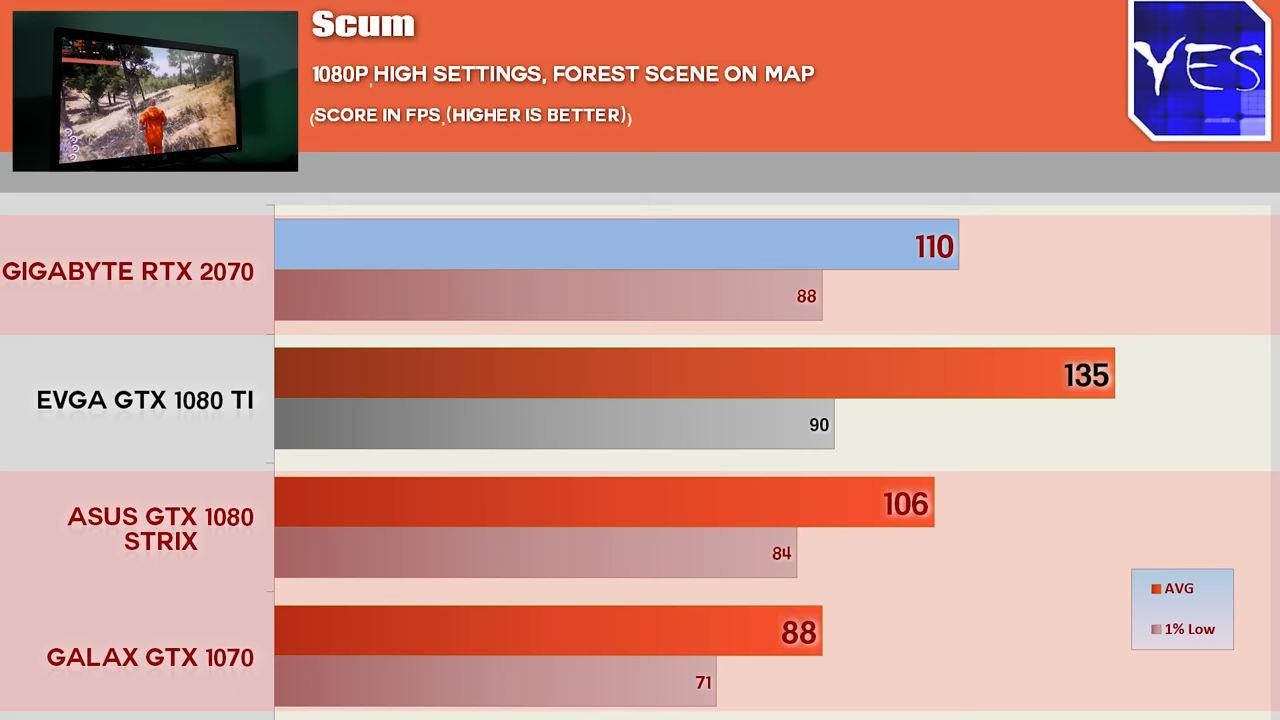 Scum
1080P, HIGH SETTINGS, FOREST SCENE ON MAP
(SCORE IN FPS, (HIGHER IS BETTER))
YES
GIGABYTE RTX 2070
110
88
EVGA GTX 1080 TI
135
90
ASUS GTX 1080
STRIX
106
84
GALAX GTX 1070
88
71
AVG
1% Low